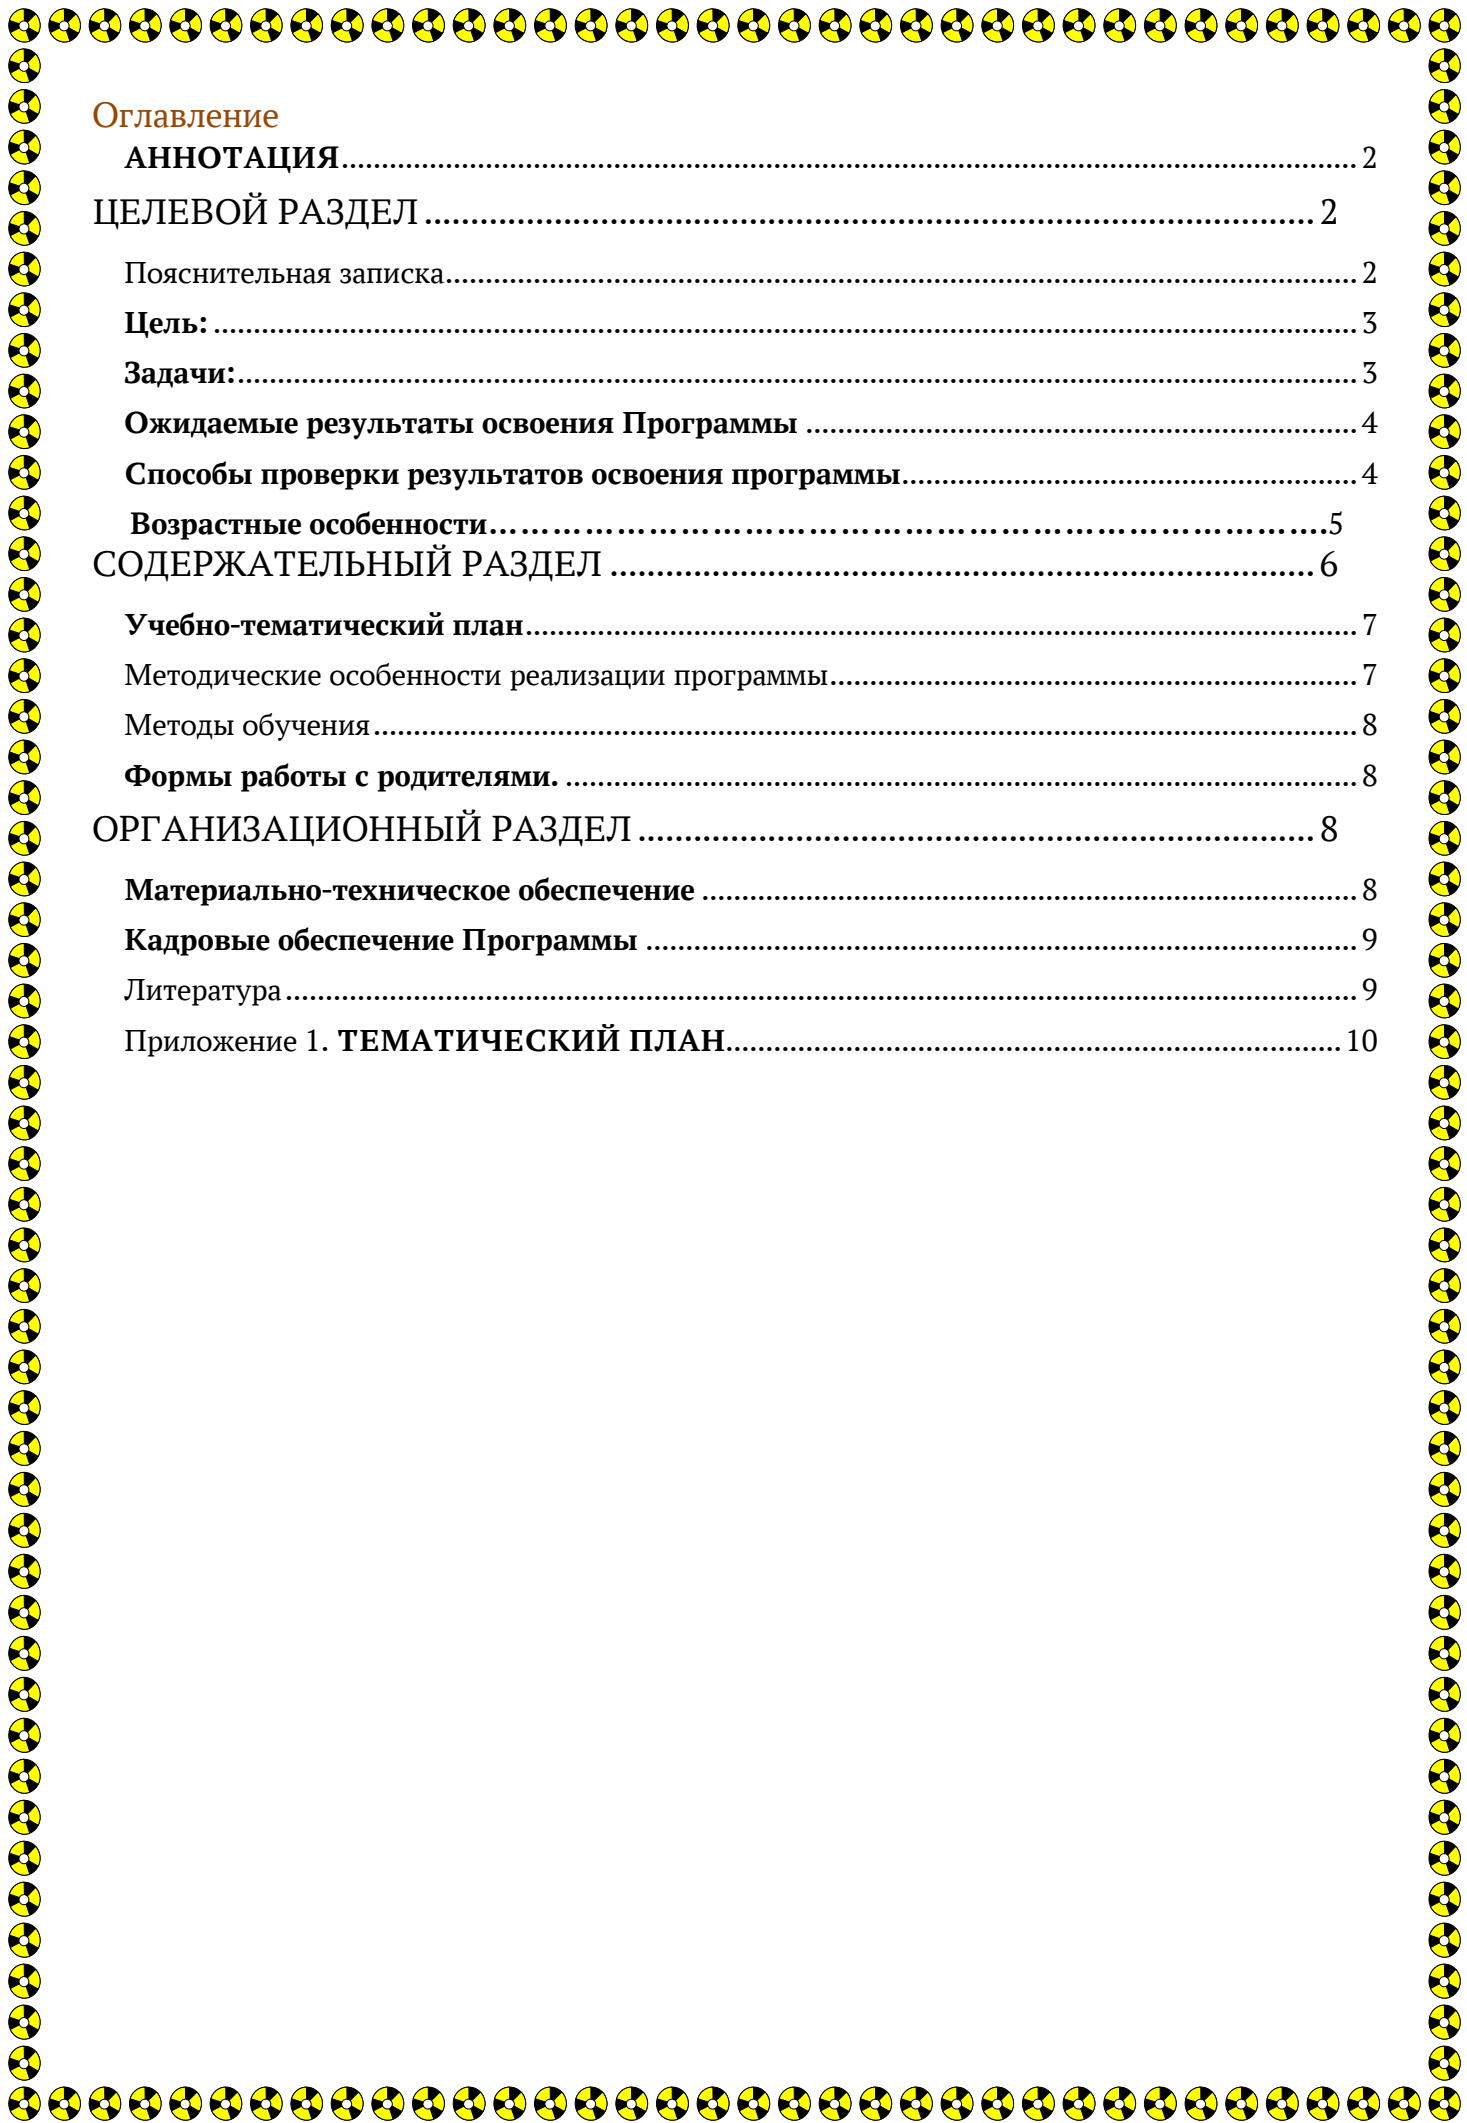 Оглавление
АННОТАЦИЯ 2
ЦЕЛЕВОЙ РАЗДЕЛ 2
Пояснительная записка 2
Цель: 3
Задачи: 3
Ожидаемые результаты освоения Программы 4
Способы проверки результатов освоения программы 4
Возрастные особенности 5
СОДЕРЖАТЕЛЬНЫЙ РАЗДЕЛ 6
Учебно-тематический план 7
Методические особенности реализации программы 7
Методы обучения 8
Формы работы с родителями. 8
ОРГАНИЗАЦИОННЫЙ РАЗДЕЛ 8
Материально-техническое обеспечение 8
Кадровые обеспечение Программы 9
Литература 9
Приложение 1. ТЕМАТИЧЕСКИЙ ПЛАН 10